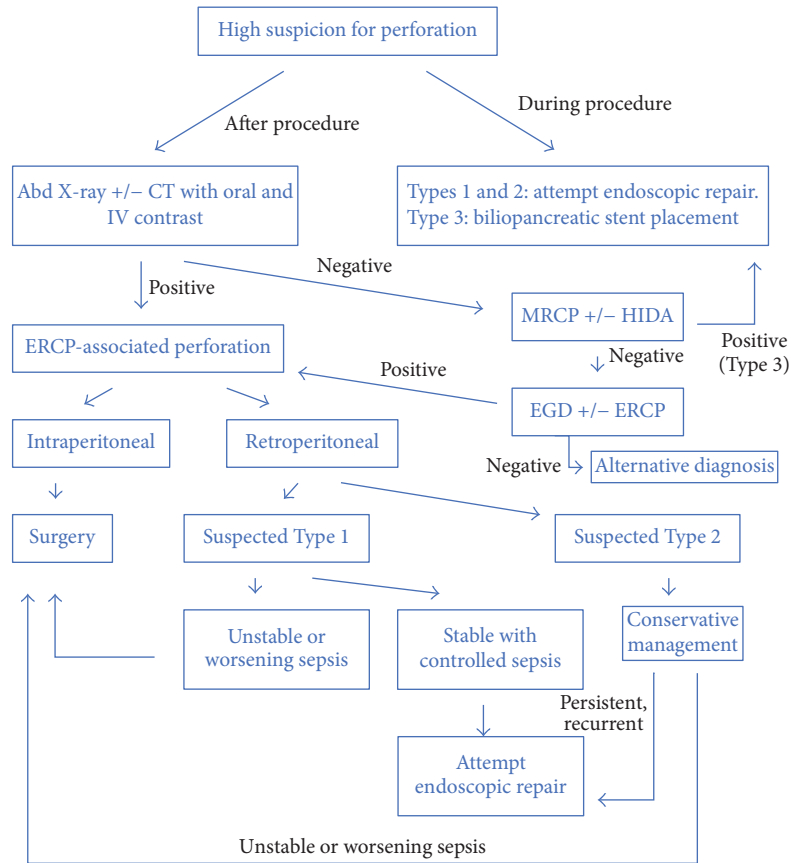 High suspicion for perforation
During procedure
After procedure
Abd X-ray +/− CT with oral and
IV contrast
Types 1 and 2: attempt endoscopic repair.
Type 3: biliopancreatic stent placement
Negative
Positive
MRCP +/− HIDA
Positive
(Type 3)
ERCP-associated perforation
Negative
Positive
EGD +/− ERCP
Intraperitoneal
Retroperitoneal
Negative
Alternative diagnosis
Surgery
Suspected Type 1
Suspected Type 2
Unstable or
worsening sepsis
Stable with
controlled sepsis
Conservative
management
Persistent,
recurrent
Attempt
endoscopic repair
Unstable or worsening sepsis